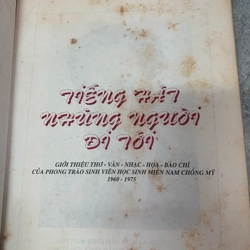 TIẾNG HÁT
NHỮNG NGƯỜI
ĐI TỚI
GIỚI THIỆU THƠ - VĂN - NHẠC - HỌA - BÁO CHÍ
CỦA PHONG TRÀO SINH VIÊN HỌC SINH MIỀN NAM CHỐNG MỸ
1960 - 1975